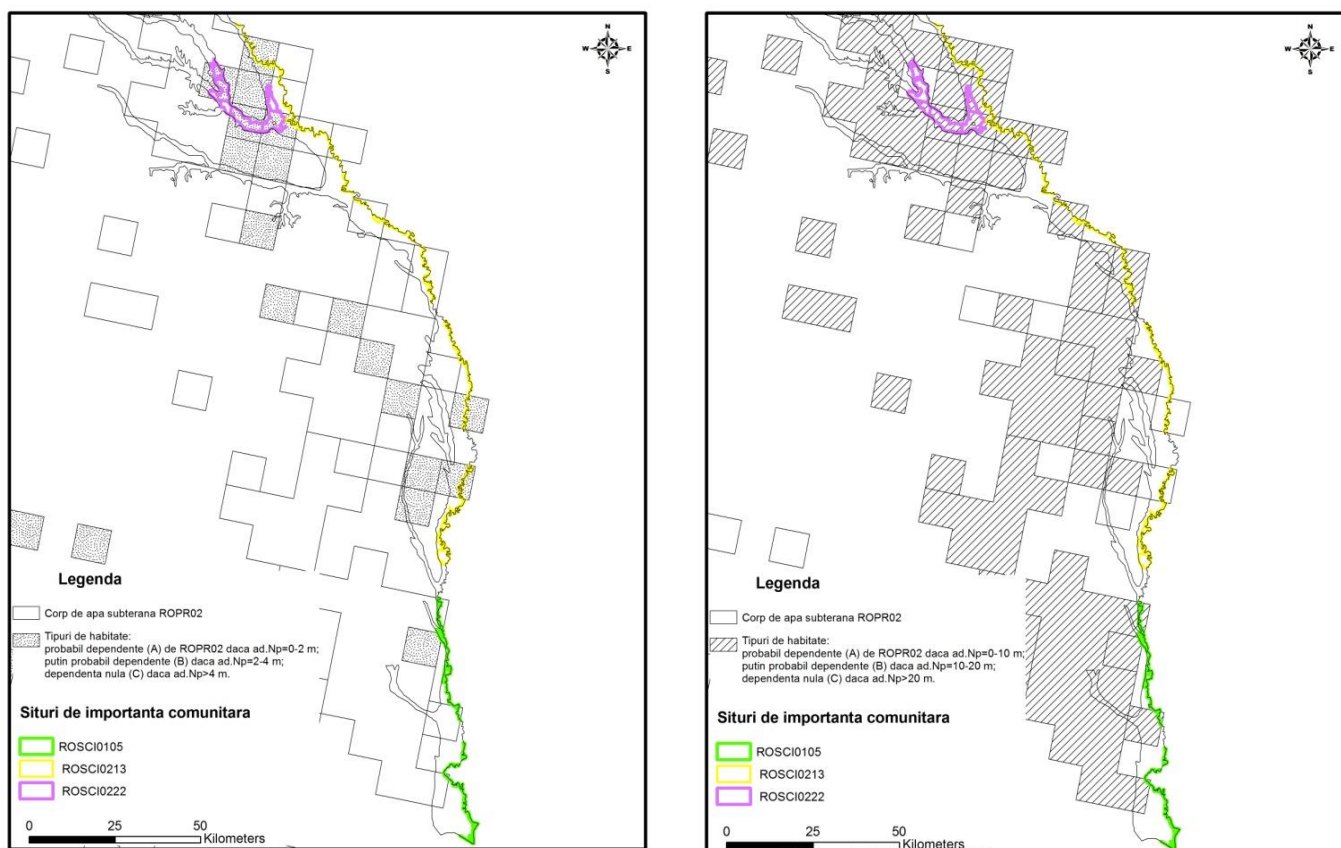 N
W E
S
Legenda
Corp de apa subterana ROPR02
Tipuri de habitate:
probabil dependente (A) de ROPR02 daca ad.Np=0-2 m;
putin probabil dependente (B) daca ad.Np=2-4 m;
dependenta nula (C) daca ad.Np>4 m.
Situri de importanta comunitara
ROSCI0105
ROSCI0213
ROSCI0222
0 25 50
Kilometers
N
W E
S
Legenda
Corp de apa subterana ROPR02
Tipuri de habitate:
probabil dependente (A) de ROPR02 daca ad.Np=0-10 m;
putin probabil dependente (B) daca ad.Np=10-20 m;
dependenta nula (C) daca ad.Np>20 m.
Situri de importanta comunitara
ROSCI0105
ROSCI0213
ROSCI0222
0 25 50
Kilometers